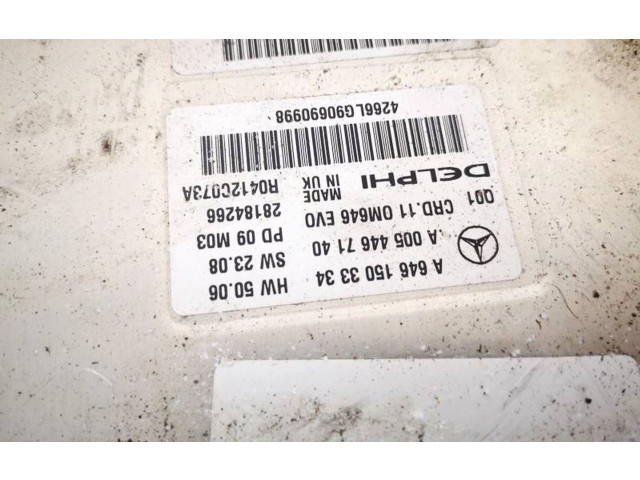 A 646 150 33 34 HW 50.06
A 005 446 71 40 SW 23.08
001 CRD.11 OM646 EVO PD 09 M03
28184266
DELPHI MADE IN UK R0412C073A
4266LG90690998